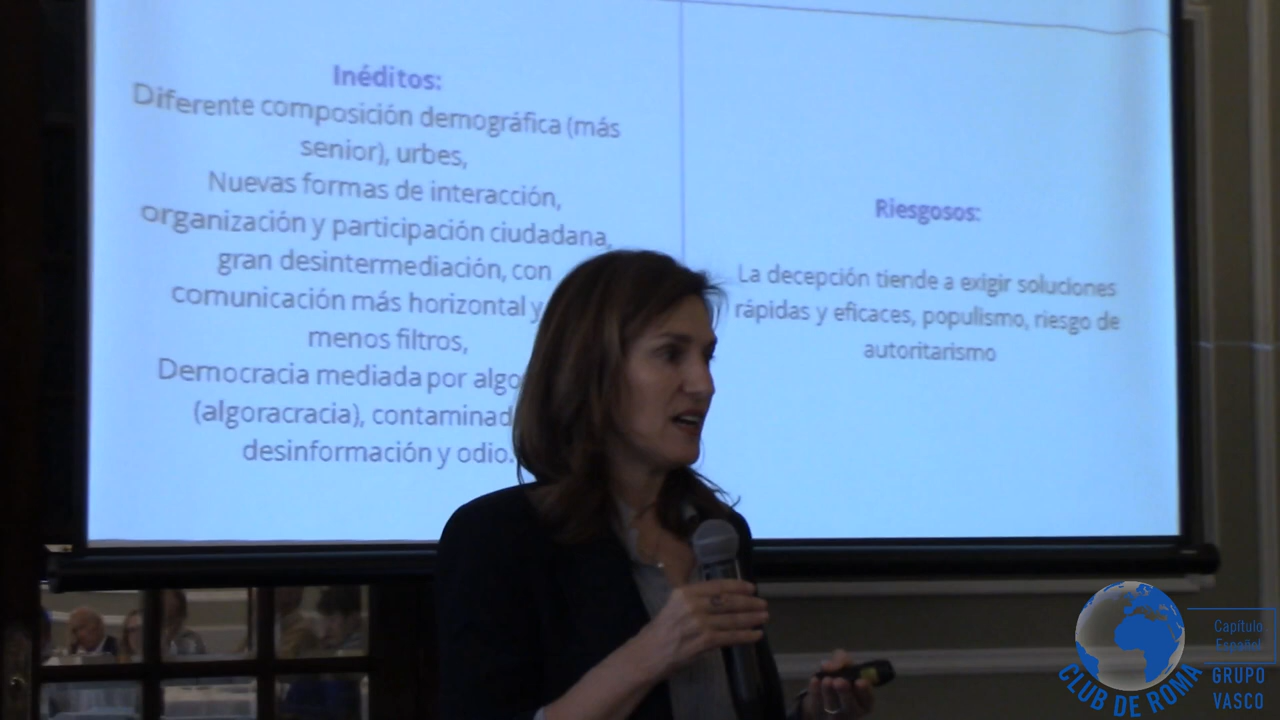 Inéditos:
Diferente composición demográfica (más
senior), urbes,
Nuevas formas de interacción,
organización y participación ciudadana,
gran desintermediación, con
comunicación más horizontal y
menos filtros,
Democracia mediada por
(algoracracia),
desinformación y odio.
Riesgosos:
La decepción tiende a exigir soluciones
rápidas y eficaces, populismo, riesgo de
autoritarismo
Capítulo
Español
CLUB DE ROMA
GRUPO
VASCO